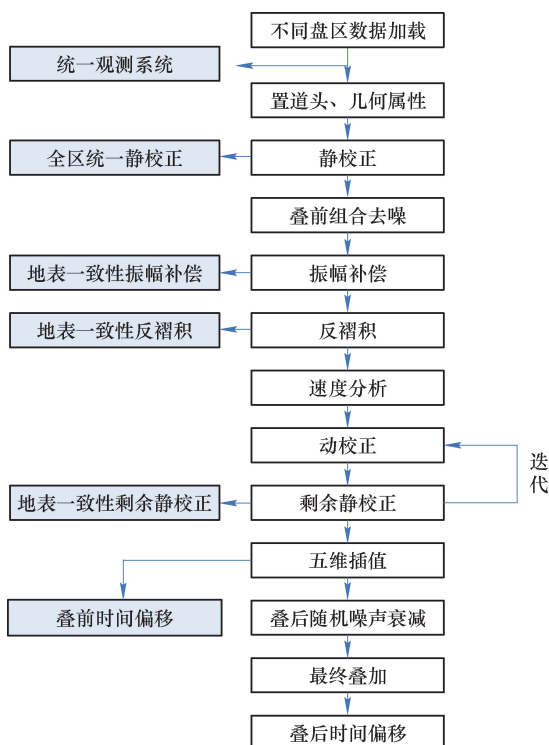 不同盘区数据加载
统一观测系统
置道头、几何属性
全区统一静校正
静校正
叠前组合去噪
地表一致性振幅补偿
振幅补偿
地表一致性反褶积
反褶积
速度分析
动校正
迭代
地表一致性剩余静校正
剩余静校正
五维插值
叠前时间偏移
叠后随机噪声衰减
最终叠加
叠后时间偏移